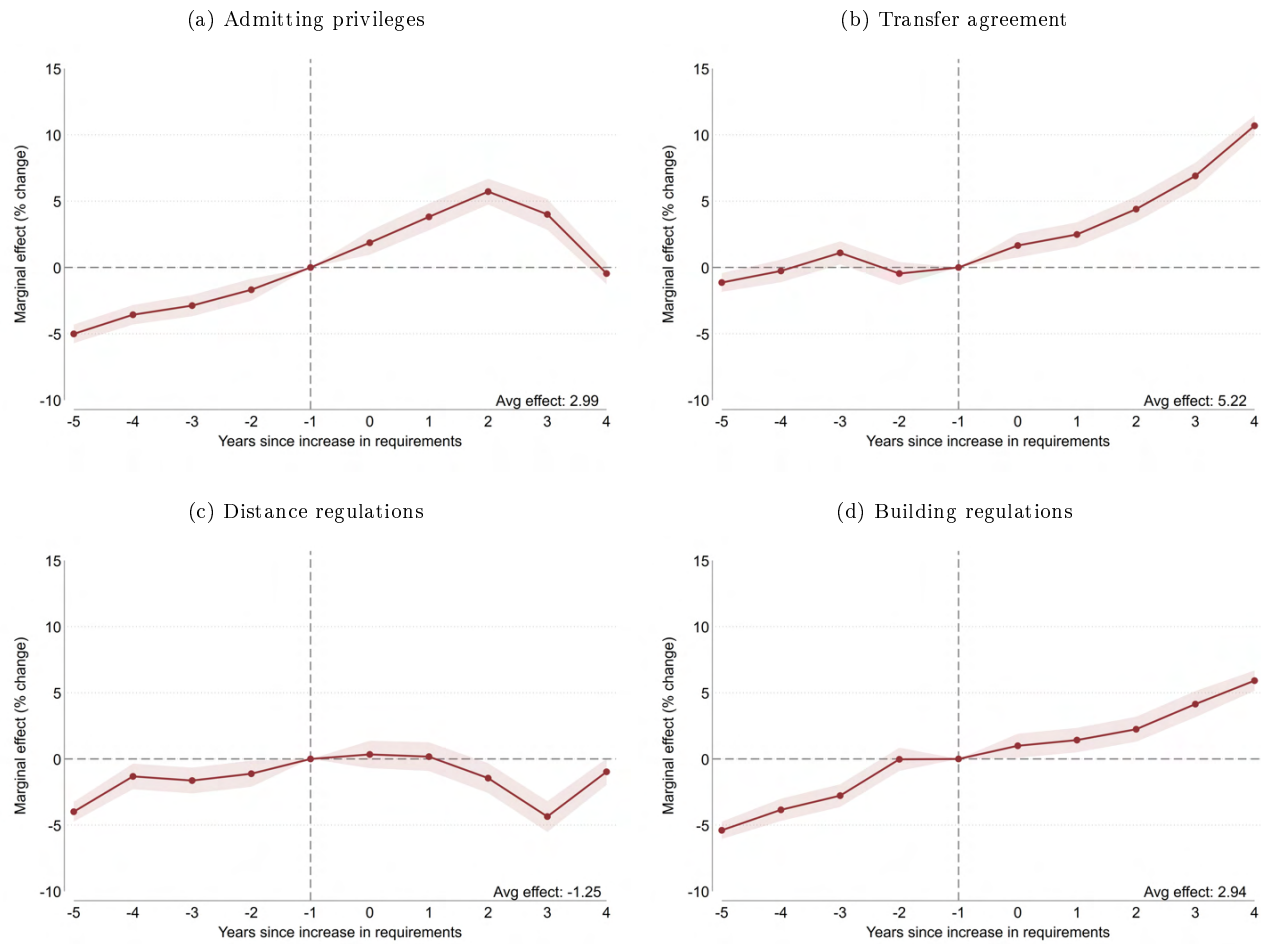 (a) Admitting privileges
15
10
5
0
-5
-10
Marginal effect (% change)
Avg effect: 2.99
-5 -4 -3 -2 -1 0 1 2 3 4
Years since increase in requirements
(b) Transfer agreement
15
10
5
0
-5
-10
Marginal effect (% change)
Avg effect: 5.22
-5 -4 -3 -2 -1 0 1 2 3 4
Years since increase in requirements
(c) Distance regulations
15
10
5
0
-5
-10
Marginal effect (% change)
Avg effect: -1.25
-5 -4 -3 -2 -1 0 1 2 3 4
Years since increase in requirements
(d) Building regulations
15
10
5
0
-5
-10
Marginal effect (% change)
Avg effect: 2.94
-5 -4 -3 -2 -1 0 1 2 3 4
Years since increase in requirements